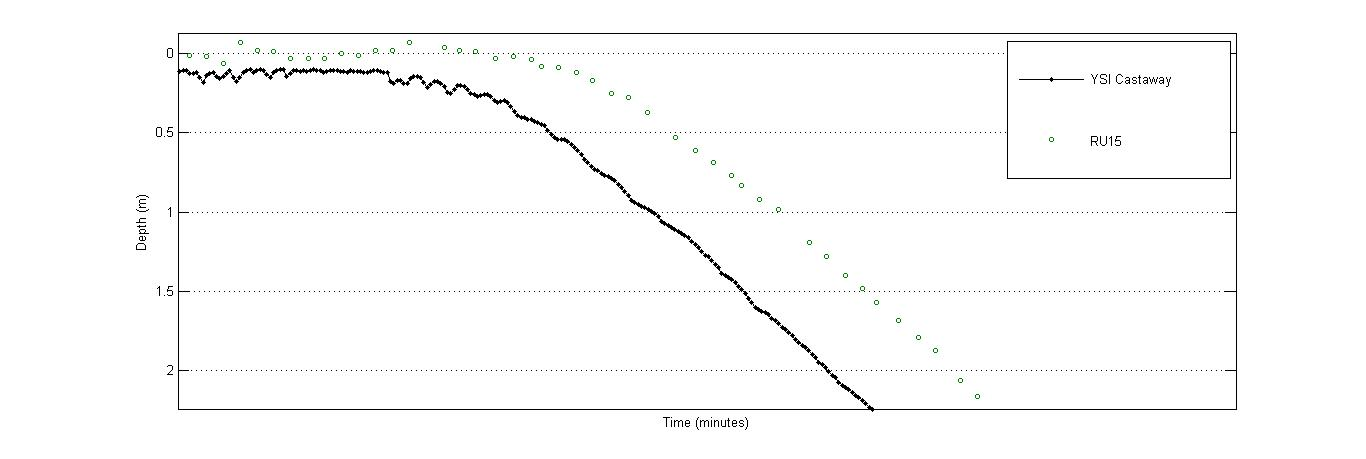 0
0.5
1
1.5
2
Depth (m)
Time (minutes)
YSI Castaway
RU15